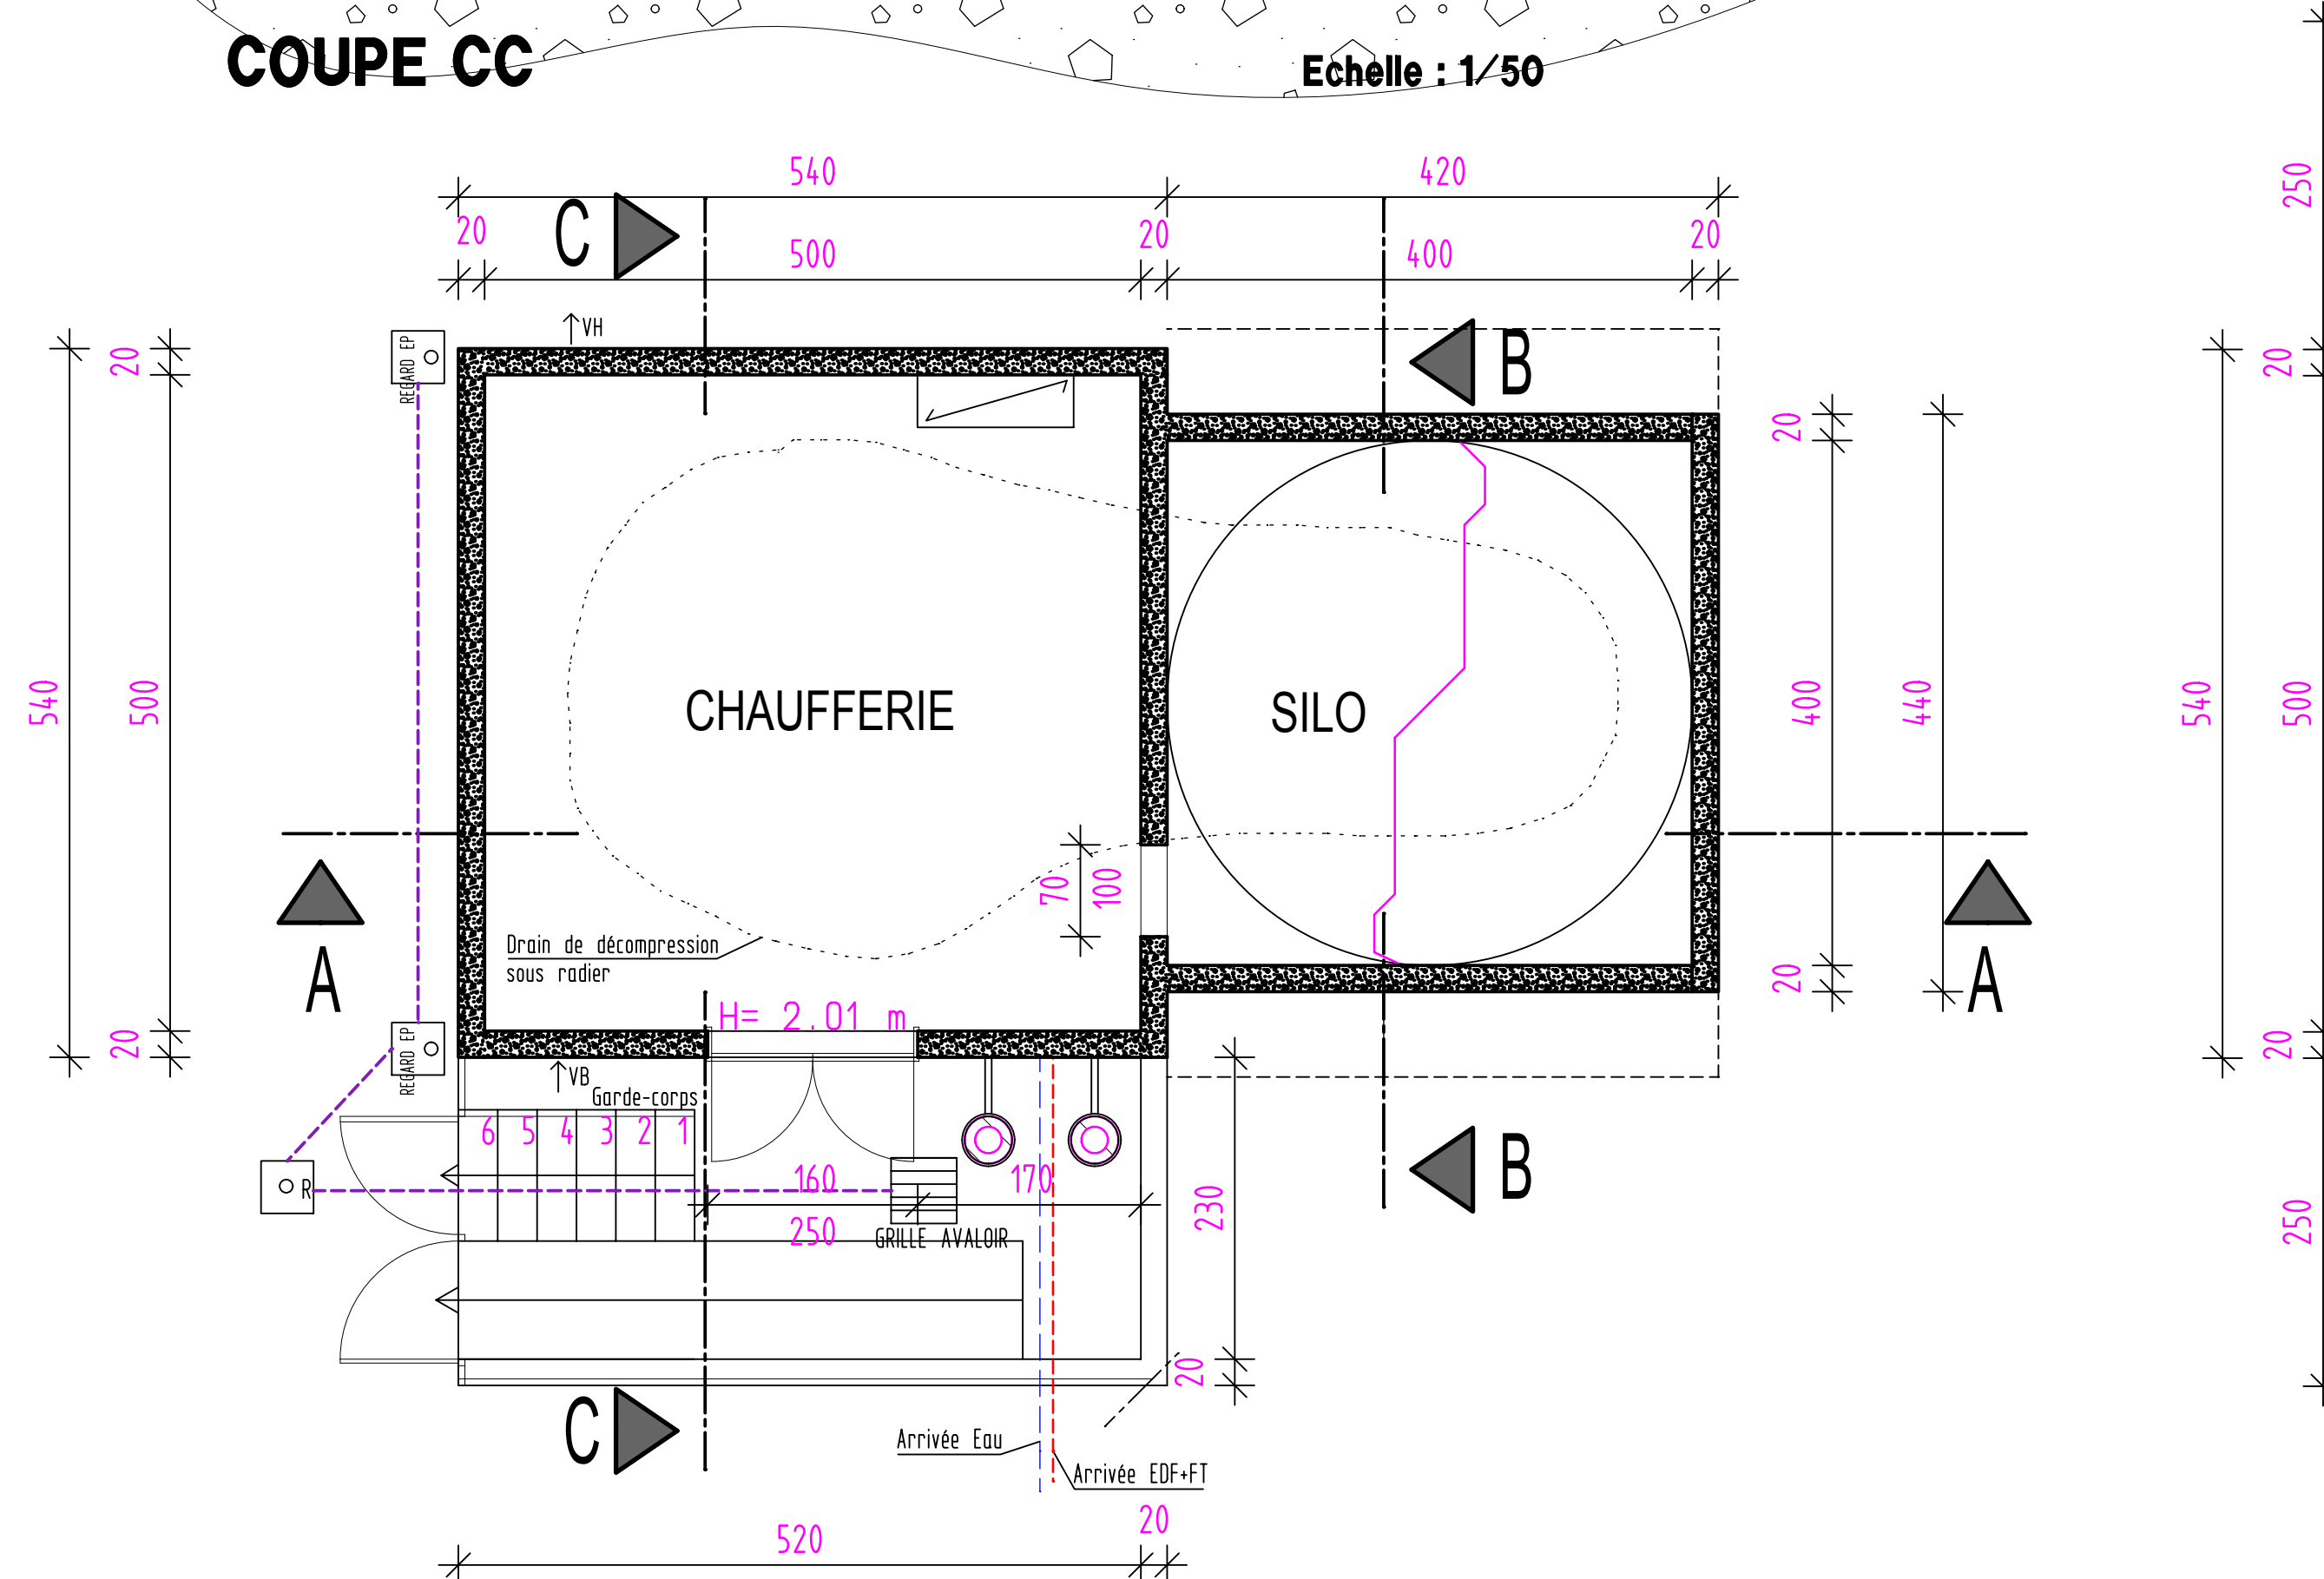 COUPE CC
Echelle : 1/50
540
420
20
C
500
20
400
20
250
VH
REGARD EP
20
B
20
20
20
540
500
CHAUFFERIE
SILO
400
440
540
500
70
100
Drain de décompression
sous radier
A
A
20
H= 2.01 m
20
20
REGARD EP
VB
Garde-corps
6 5 4 3 2 1
B
R
160
170
230
250
GRILLE AVALOIR
250
20
C
Arrivée Eau
Arrivée EDF+FT
20
520